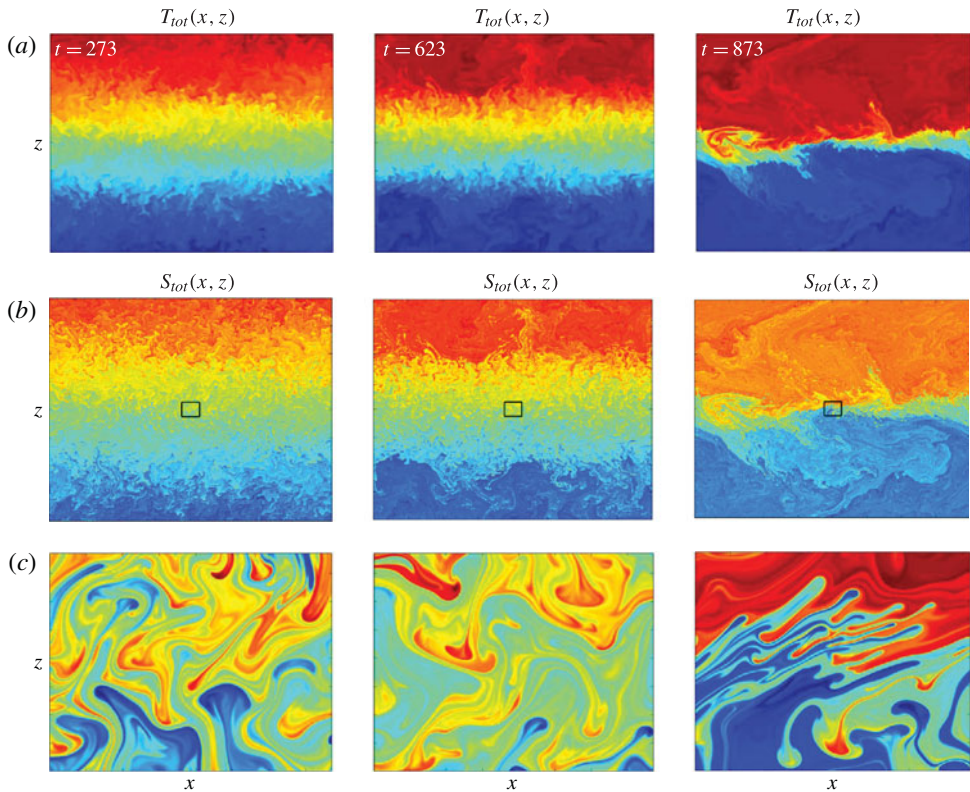 T_tot(x, z) T_tot(x, z) T_tot(x, z)
(a) t = 273 t = 623 t = 873
z
S_tot(x, z) S_tot(x, z) S_tot(x, z)
(b)
z
(c)
z
x x x